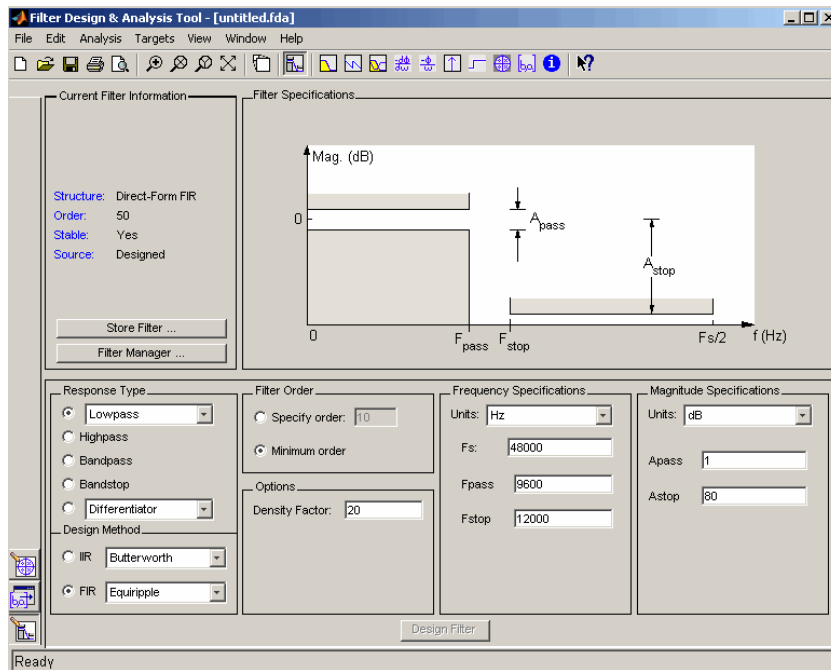 Filter Design & Analysis Tool - [untitled.fda]
File Edit Analysis Targets View Window Help
Current Filter Information
Structure: Direct-Form FIR
Order: 50
Stable: Yes
Source: Designed
Store Filter ...
Filter Manager ...
Filter Specifications
Mag. (dB)
0
A pass
A stop
0 F pass F stop Fs/2 f (Hz)
Response Type
Lowpass
Highpass
Bandpass
Bandstop
Differentiator
Design Method
IIR Butterworth
FIR Equiripple
Filter Order
Specify order: 10
Minimum order
Options
Density Factor: 20
Frequency Specifications
Units: Hz
Fs: 48000
Fpass 9600
Fstop 12000
Magnitude Specifications
Units: dB
Apass 1
Astop 80
Design Filter
Ready